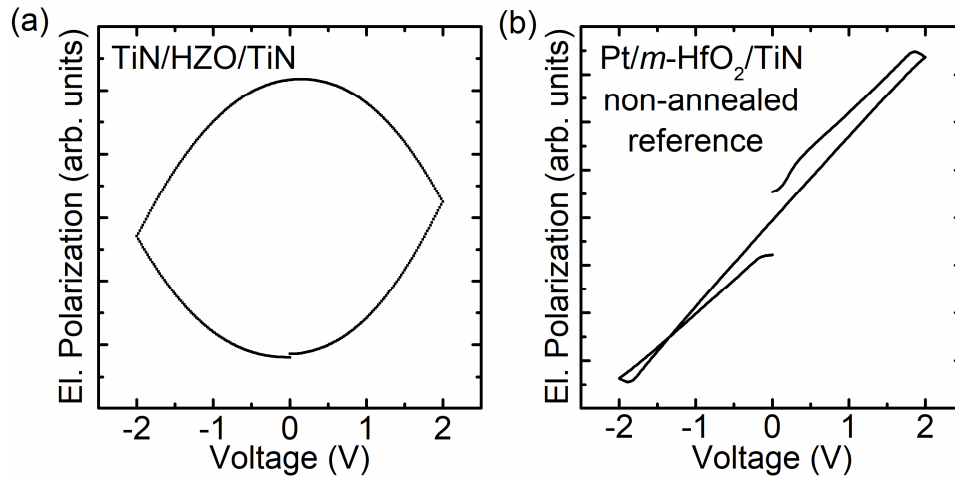 (a)
TiN/HZO/TiN
El. Polarization (arb. units)
-2 -1 0 1 2
Voltage (V)
(b)
Pt/m-HfO₂/TiN
non-annealed
reference
El. Polarization (arb. units)
-2 -1 0 1 2
Voltage (V)